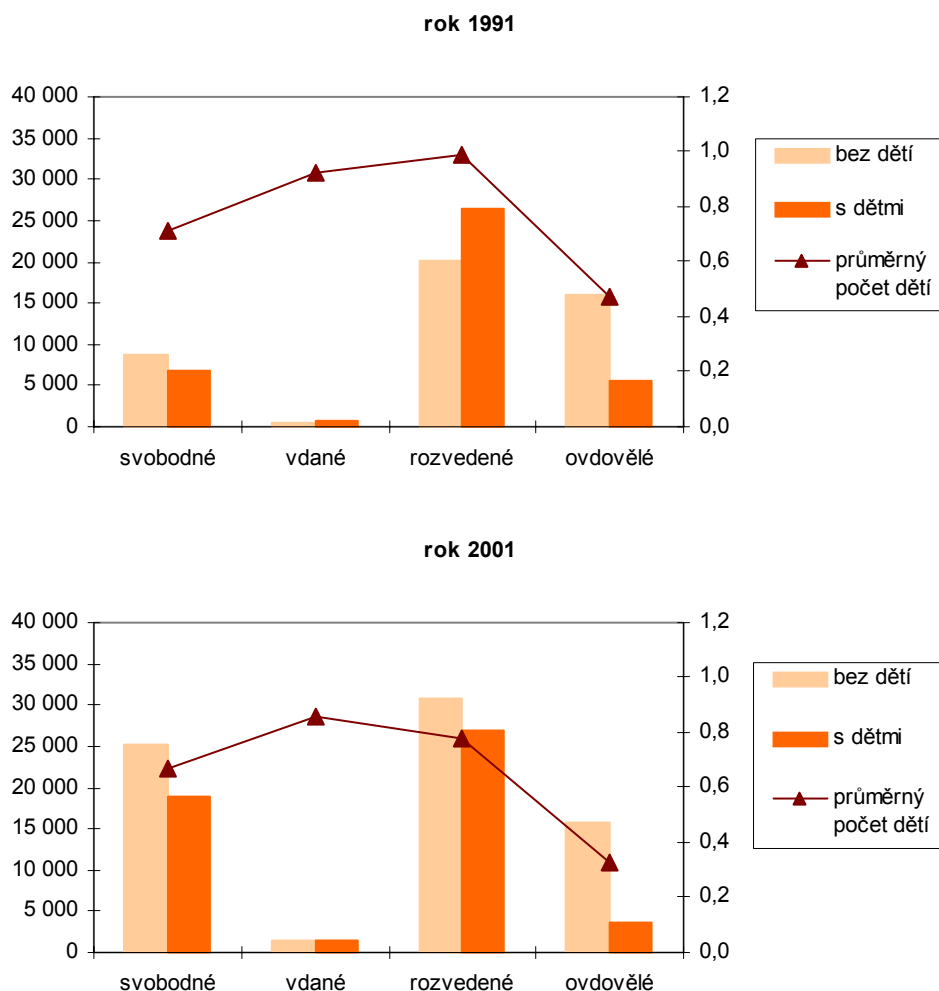 rok 1991
40 000
35 000
30 000
25 000
20 000
15 000
10 000
5 000
0
1,2
1,0
0,8
0,6
0,4
0,2
0,0
svobodné vdané rozvedené ovdovělé
bez dětí
s dětmi
průměrný
počet dětí
rok 2001
40 000
35 000
30 000
25 000
20 000
15 000
10 000
5 000
0
1,2
1,0
0,8
0,6
0,4
0,2
0,0
svobodné vdané rozvedené ovdovělé
bez dětí
s dětmi
průměrný
počet dětí